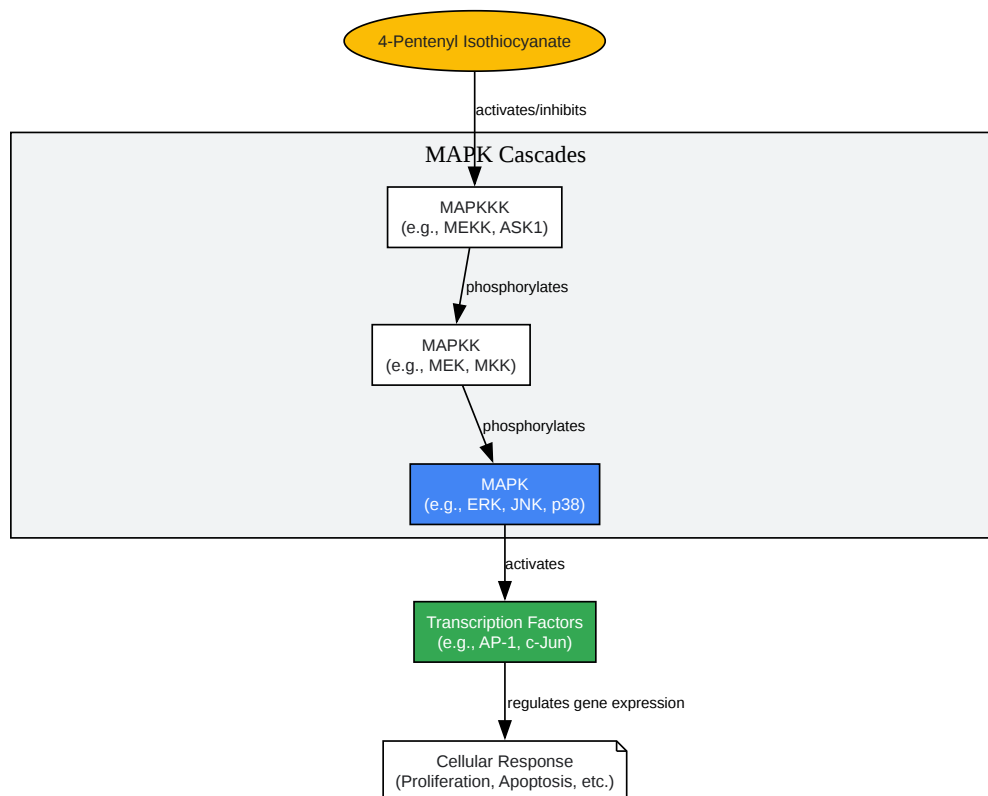 4-Pentenyl Isothiocyanate
activates/inhibits
MAPK Cascades
MAPKKK
(e.g., MEKK, ASK1)
phosphorylates
MAPKK
(e.g., MEK, MKK)
phosphorylates
MAPK
(e.g., ERK, JNK, p38)
activates
Transcription Factors
(e.g., AP-1, c-Jun)
regulates gene expression
Cellular Response
(Proliferation, Apoptosis, etc.)